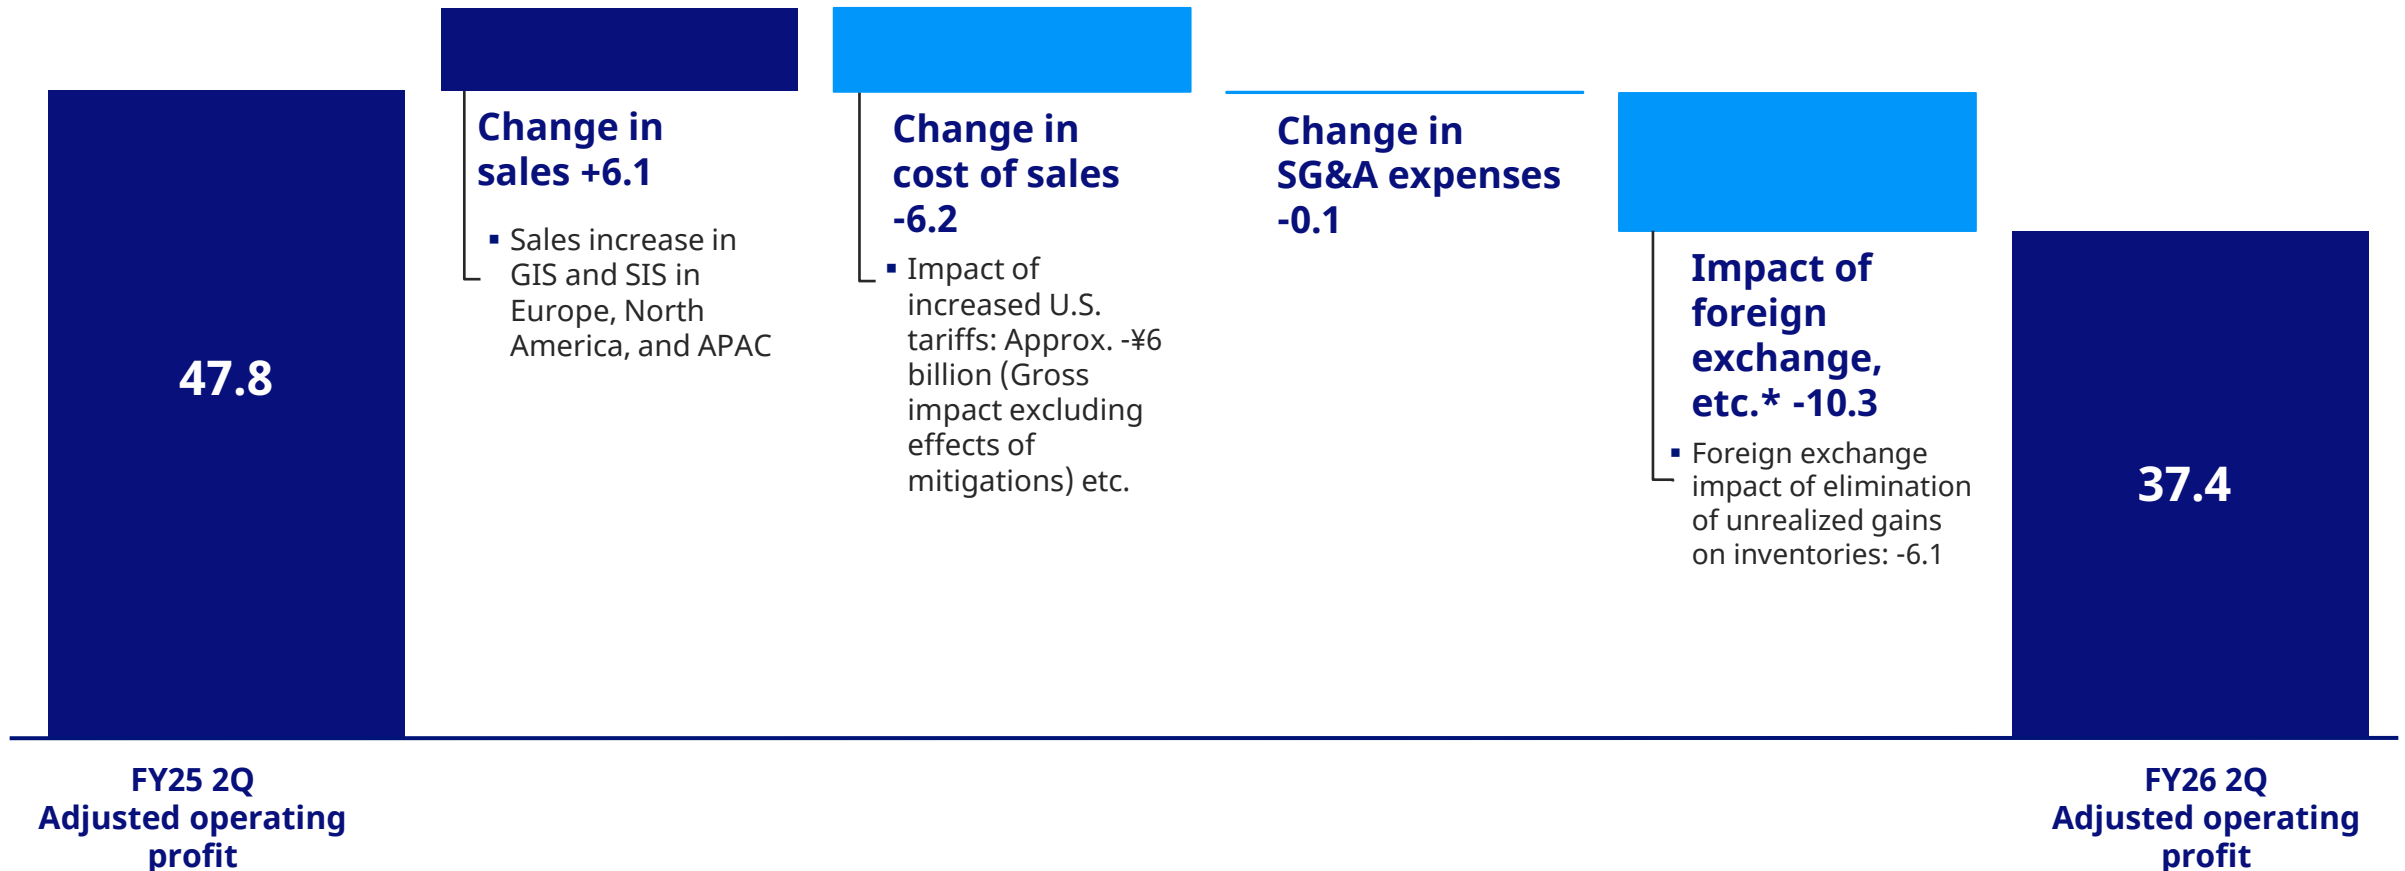 47.8
Change in
sales +6.1
▪ Sales increase in
GIS and SIS in
Europe, North
America, and APAC
Change in
cost of sales
-6.2
▪ Impact of
increased U.S.
tariffs: Approx. -¥6
billion (Gross
impact excluding
effects of
mitigations) etc.
Change in
SG&A expenses
-0.1
Impact of
foreign
exchange,
etc.* -10.3
▪ Foreign exchange
impact of elimination
of unrealized gains
on inventories: -6.1
37.4
FY25 2Q
Adjusted operating
profit
FY26 2Q
Adjusted operating
profit